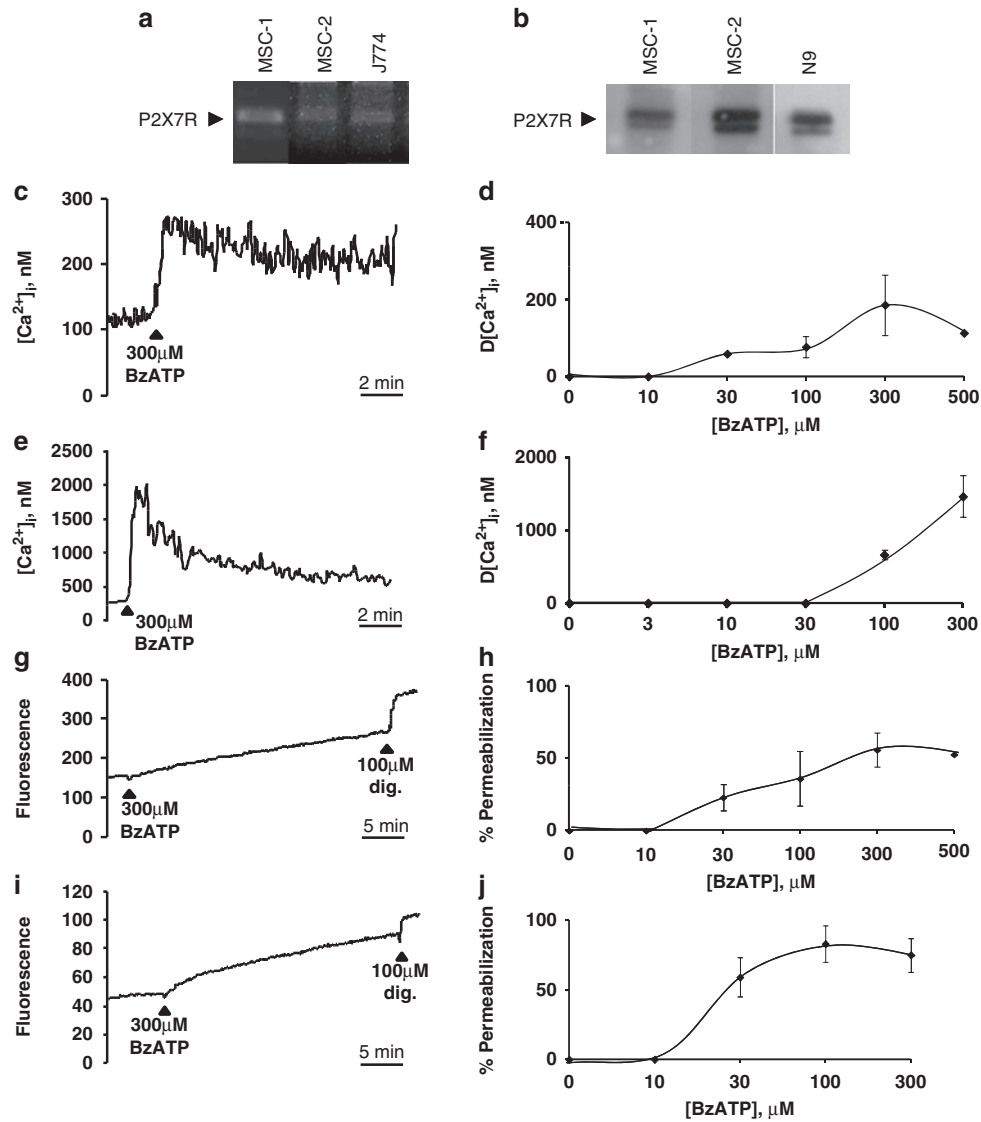 a
MSC-1
MSC-2
J774
P2X7R
b
MSC-1
MSC-2
N9
P2X7R
c
[Ca2+]i, nM
300
200
100
0
300µM
BzATP
2 min
d
D[Ca2+]i, nM
400
200
0
0 10 30 100 300 500
[BzATP], µM
e
[Ca2+]i, nM
2500
2000
1500
1000
500
0
300µM
BzATP
2 min
f
D[Ca2+]i, nM
2000
1000
0
0 3 10 30 100 300
[BzATP], µM
g
Fluorescence
400
300
200
100
0
300µM
BzATP
100µM
dig.
5 min
h
% Permeabilization
100
50
0
0 10 30 100 300 500
[BzATP], µM
i
Fluorescence
120
100
80
60
40
20
0
300µM
BzATP
100µM
dig.
5 min
j
% Permeabilization
100
50
0
0 10 30 100 300
[BzATP], µM